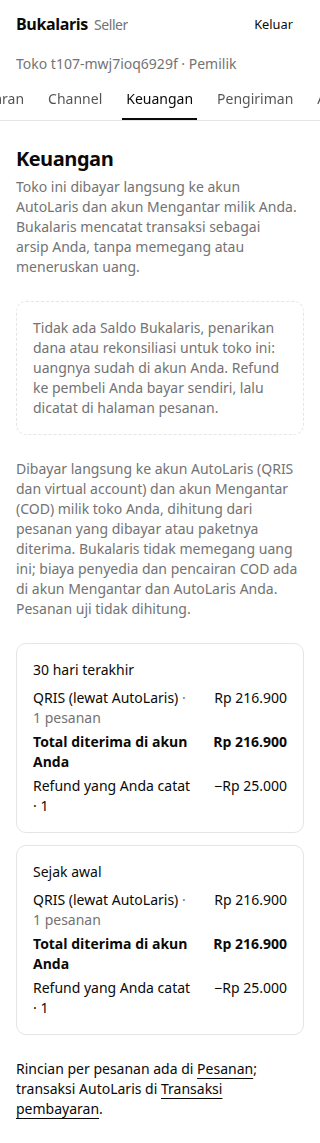 Bukalaris Seller Keluar
Toko t107-mwj7ioq6929f · Pemilik
Channel Keuangan Pengiriman
Keuangan
Toko ini dibayar langsung ke akun
AutoLaris dan akun Mengantar milik Anda.
Bukalaris mencatat transaksi sebagai
arsip Anda, tanpa memegang atau
meneruskan uang.
Tidak ada Saldo Bukalaris, penarikan
dana atau rekonsiliasi untuk toko ini:
uangnya sudah di akun Anda. Refund
ke pembeli Anda bayar sendiri, lalu
dicatat di halaman pesanan.
Dibayar langsung ke akun AutoLaris (QRIS
dan virtual account) dan akun Mengantar
(COD) milik toko Anda, dihitung dari
pesanan yang dibayar atau paketnya
diterima. Bukalaris tidak memegang uang
ini; biaya penyedia dan pencairan COD ada
di akun Mengantar dan AutoLaris Anda.
Pesanan uji tidak dihitung.
30 hari terakhir
QRIS (lewat AutoLaris) · Rp 216.900
1 pesanan
Total diterima di akun Rp 216.900
Anda
Refund yang Anda catat −Rp 25.000
· 1
Sejak awal
QRIS (lewat AutoLaris) · Rp 216.900
1 pesanan
Total diterima di akun Rp 216.900
Anda
Refund yang Anda catat −Rp 25.000
· 1
Rincian per pesanan ada di Pesanan;
transaksi AutoLaris di Transaksi
pembayaran.